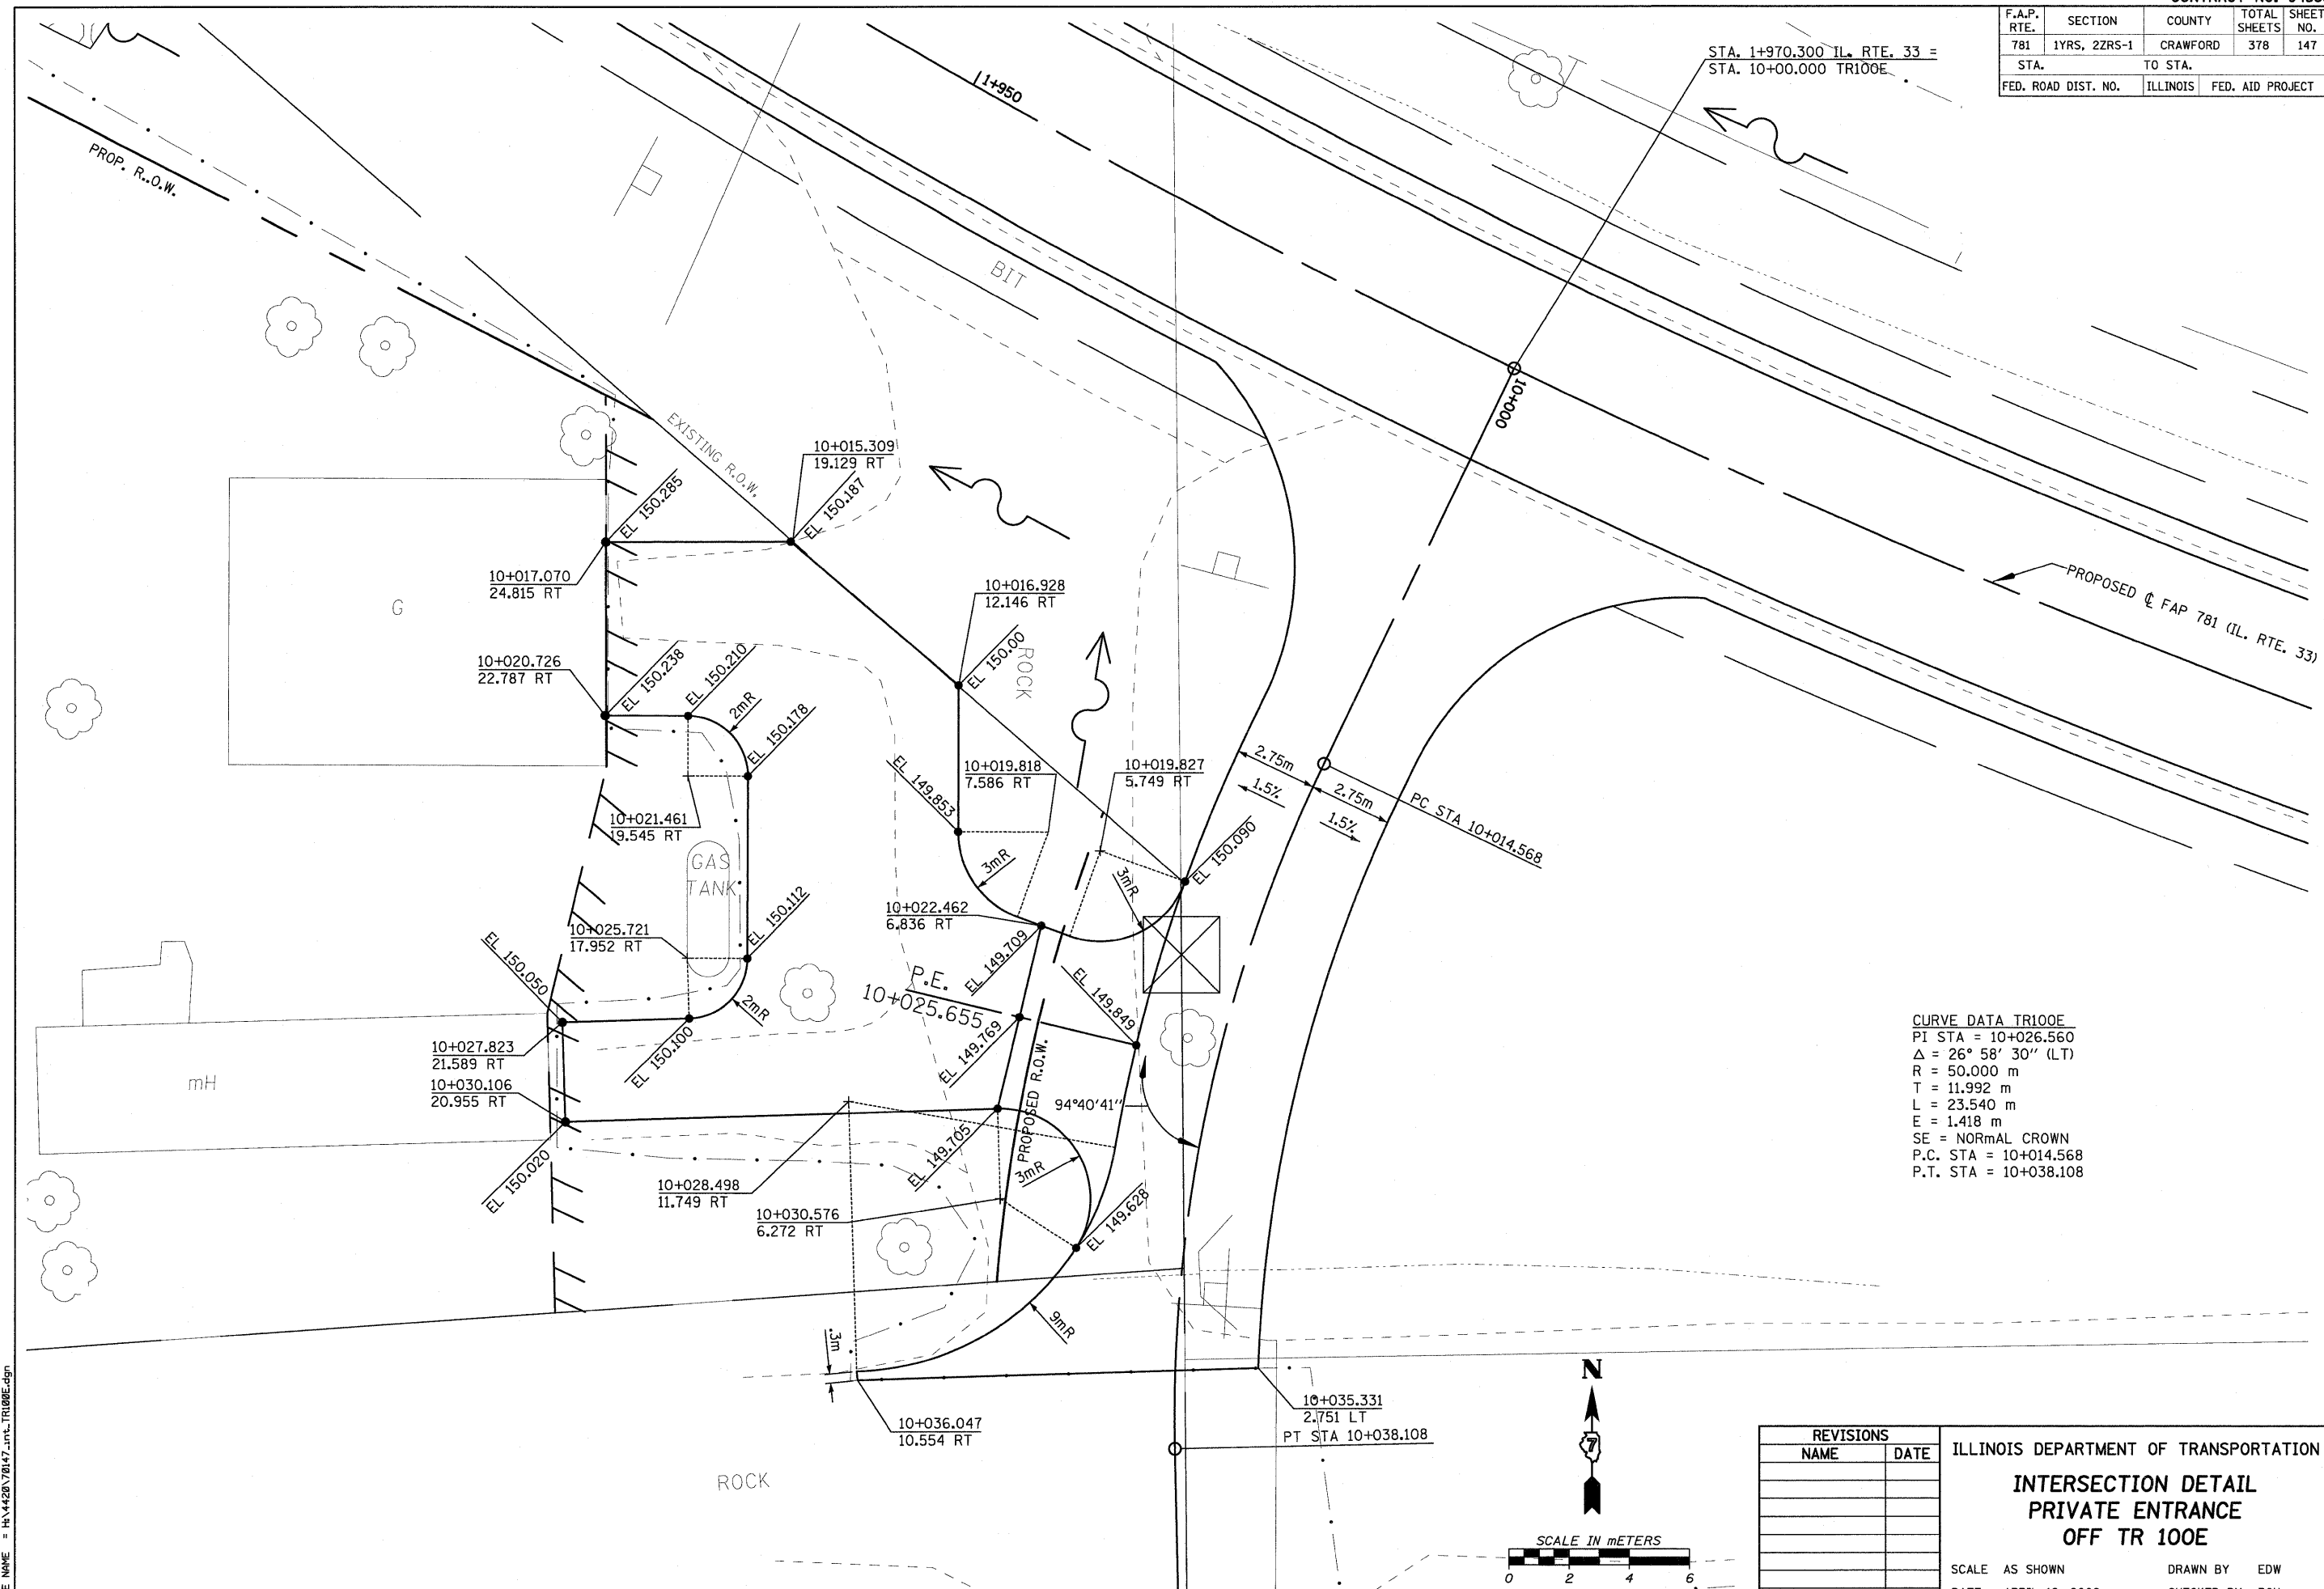 F.A.P. RTE. SECTION COUNTY TOTAL SHEETS SHEET NO.
781 1YRS, 2ZRS-1 CRAWFORD 378 147
STA. TO STA.
FED. ROAD DIST. NO. ILLINOIS FED. AID PROJECT
STA. 1+970.300 IL. RTE. 33 =
STA. 10+00.000 TR100E
1+950
PROP. R..O.W.
BIT
10+000
EXISTING R.O.W.
10+015.309
19.129 RT
EL 150.285
EL 150.187
10+017.070
24.815 RT
G
10+016.928
12.146 RT
EL 150.00
ROCK
PROPOSED ℄ FAP 781 (IL. RTE. 33)
10+020.726
22.787 RT
EL 150.238
EL 150.210
2mR
EL 150.178
EL 149.853
10+019.818
7.586 RT
10+019.827
5.749 RT
2.75m
1.5%
2.75m
1.5%
PC STA 10+014.568
10+021.461
19.545 RT
GAS
TANK
3mR
3mR
EL 150.090
EL 150.112
10+025.721
17.952 RT
10+022.462
6.836 RT
EL 149.709
EL 150.050
P.E.
10+025.655
EL 149.849
2mR
EL 150.100
EL 149.769
10+027.823
21.589 RT
10+030.106
20.955 RT
mH
PROPOSED R.O.W.
94°40'41"
EL 149.705
3mR
EL 150.020
10+028.498
11.749 RT
10+030.576
6.272 RT
EL 149.628
CURVE DATA TR100E
PI STA = 10+026.560
Δ = 26° 58' 30" (LT)
R = 50.000 m
T = 11.992 m
L = 23.540 m
E = 1.418 m
SE = NORmAL CROWN
P.C. STA = 10+014.568
P.T. STA = 10+038.108
9mR
.3m
10+036.047
10.554 RT
10+035.331
2.751 LT
PT STA 10+038.108
ROCK
N
7
SCALE IN mETERS
0 2 4 6
REVISIONS
NAME DATE
ILLINOIS DEPARTMENT OF TRANSPORTATION
INTERSECTION DETAIL
PRIVATE ENTRANCE
OFF TR 100E
SCALE AS SHOWN DRAWN BY EDW